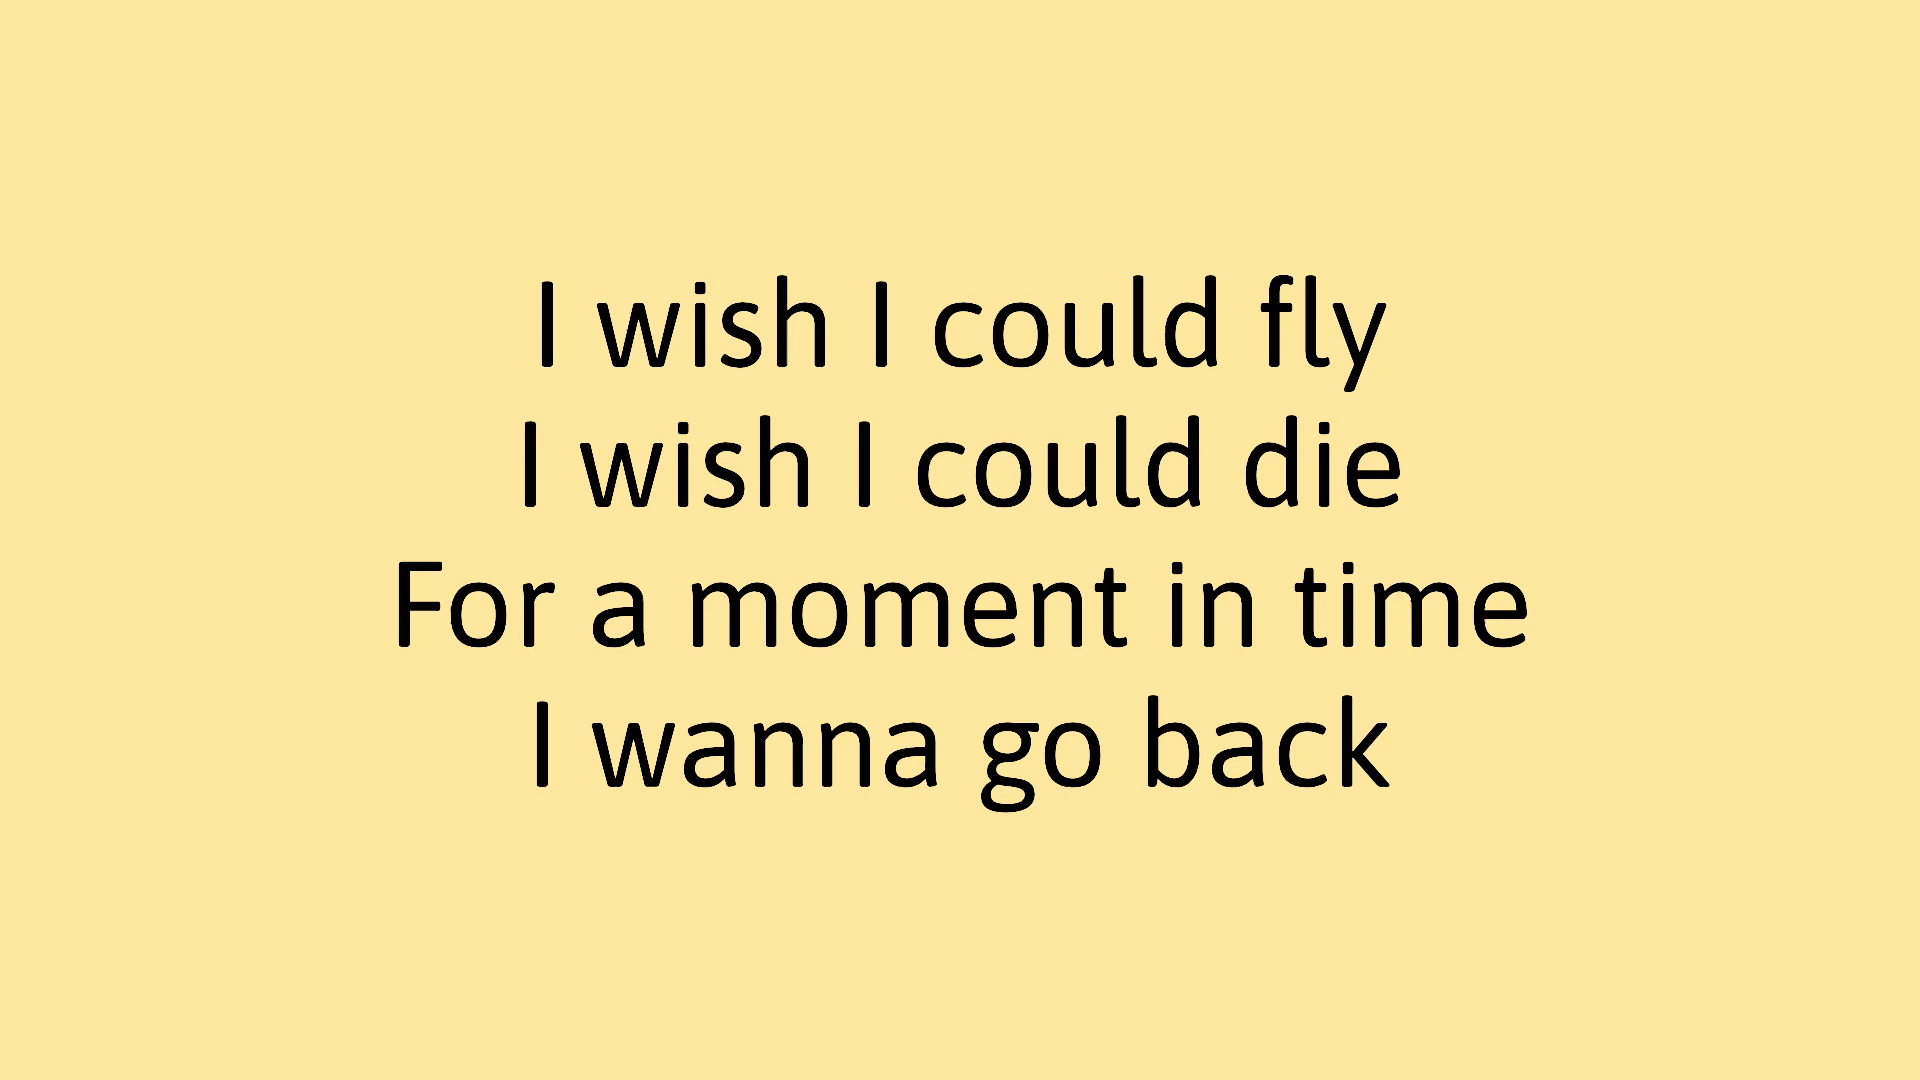 I wish I could fly
I wish I could die
For a moment in time
I wanna go back